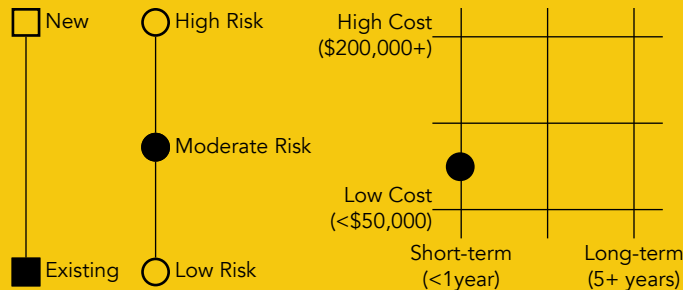 New
High Risk
High Cost
($200,000+)
Moderate Risk
Low Cost
(<$50,000)
Existing
Low Risk
Short-term
(<1year)
Long-term
(5+ years)